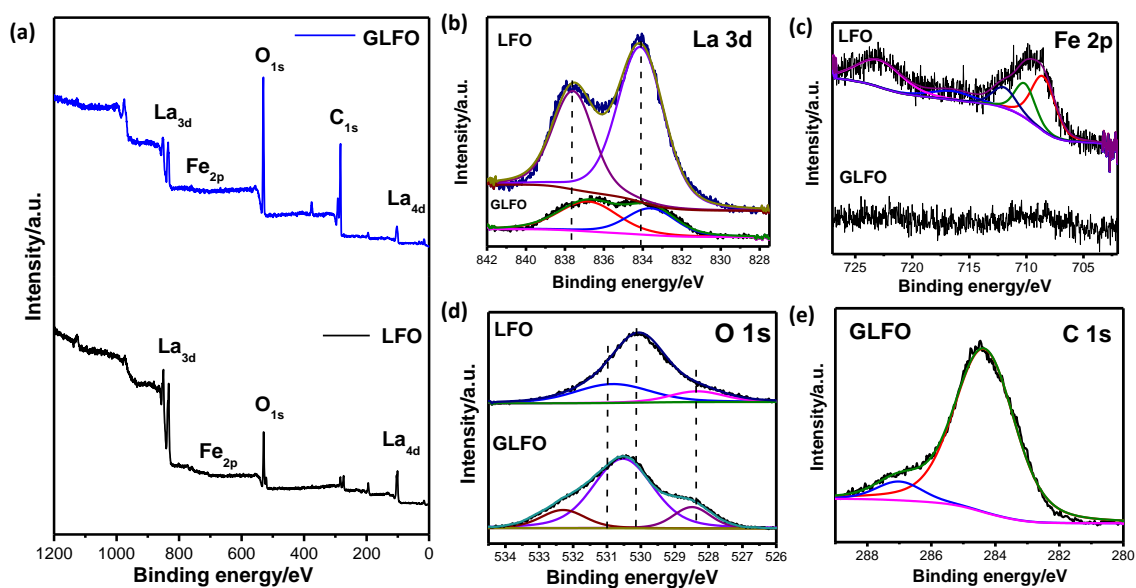 (a)
GLFO
O1s
C1s
La3d
Fe2p
La4d
LFO
La3d
O1s
Fe2p
La4d
Intensity/a.u.
1200 1000 800 600 400 200 0
Binding energy/eV
(b)
LFO
La 3d
GLFO
Intensity/a.u.
842 840 838 836 834 832 830 828
Binding energy/eV
(c)
LFO
Fe 2p
GLFO
Intensity/a.u.
725 720 715 710 705
Binding energy/eV
(d)
LFO
O 1s
GLFO
Intensity/a.u.
534 533 532 531 530 529 528 527 526
Binding energy/eV
(e)
GLFO
C 1s
Intensity/a.u.
288 286 284 282 280
Binding energy/eV